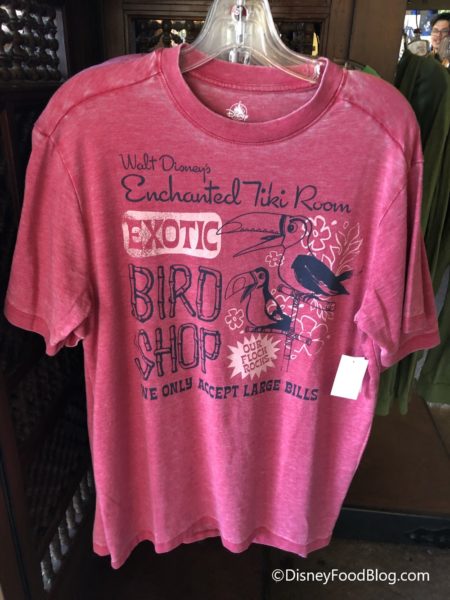 Walt Disney's
Enchanted Tiki Room
EXOTIC
BIRD
SHOP
OUR
FLOCK
ROCKS
WE ONLY ACCEPT LARGE BILLS
©DisneyFoodBlog.com